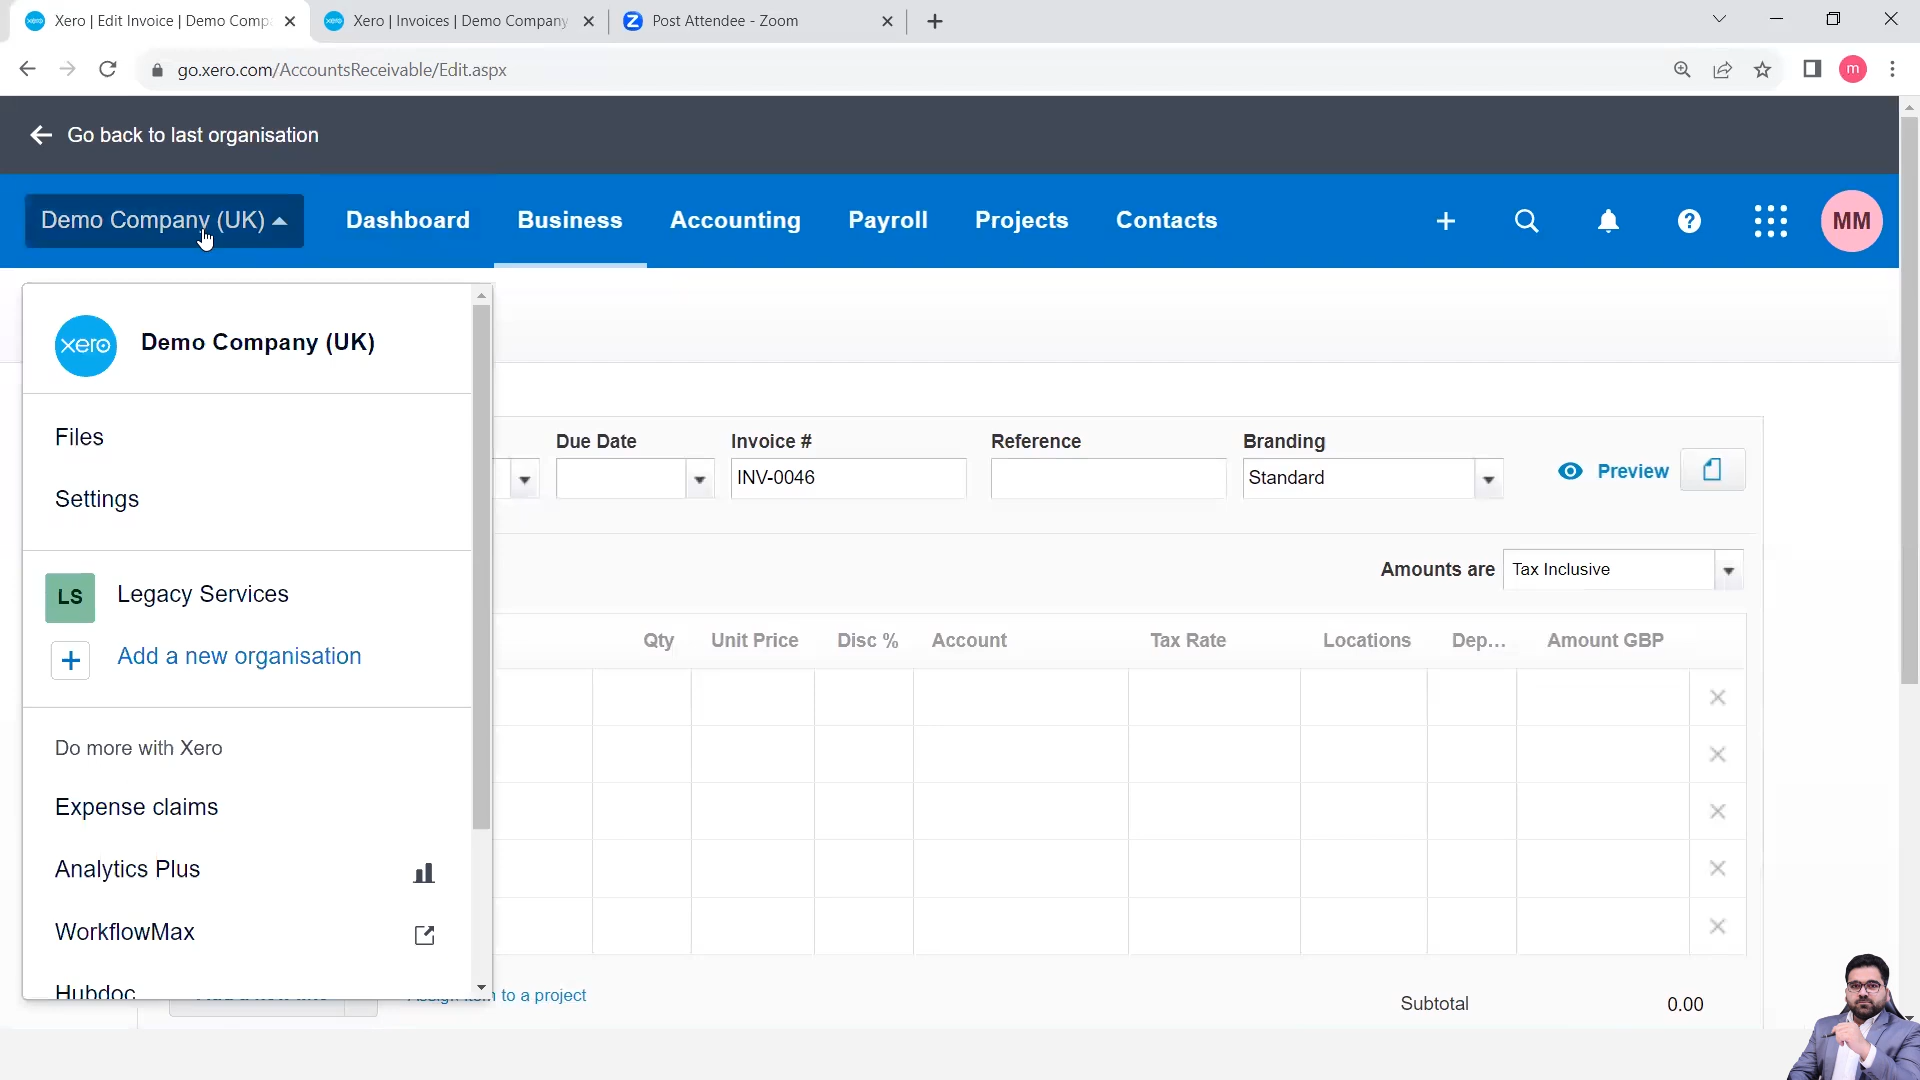 Xero | Edit Invoice | Demo Comp
Xero | Invoices | Demo Company
Post Attendee - Zoom
go.xero.com/AccountsReceivable/Edit.aspx
m
Go back to last organisation
Demo Company (UK)
Dashboard
Business
Accounting
Payroll
Projects
Contacts
MM
xero
Demo Company (UK)
Files
Settings
LS
Legacy Services
Add a new organisation
Do more with Xero
Expense claims
Analytics Plus
WorkflowMax
Hubdoc
Due Date
Invoice #
Reference
Branding
INV-0046
Standard
Preview
Amounts are
Tax Inclusive
Qty
Unit Price
Disc %
Account
Tax Rate
Locations
Dep...
Amount GBP
to a project
Subtotal
0.00